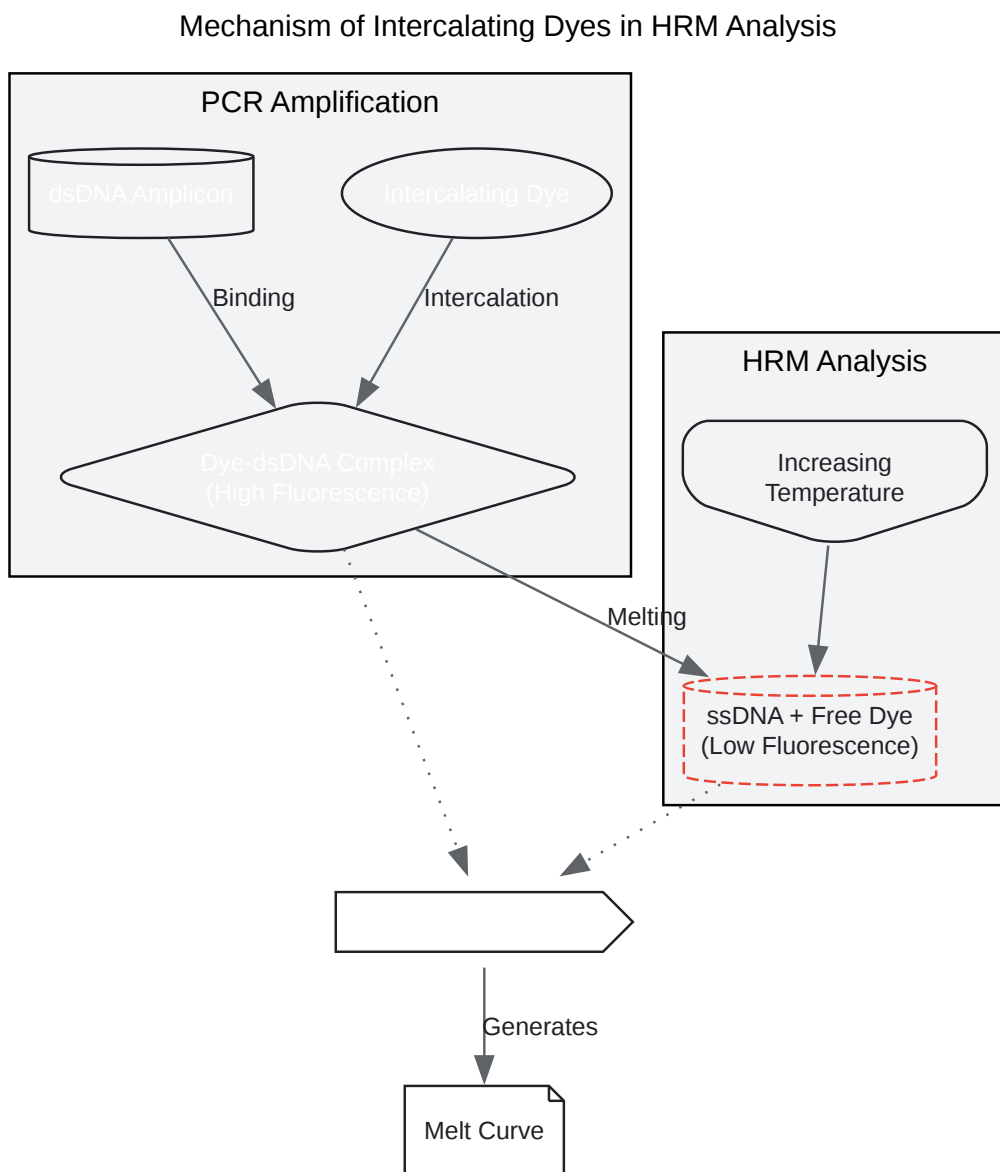 Mechanism of Intercalating Dyes in HRM Analysis
PCR Amplification
dsDNA Amplicon
Intercalating Dye
Binding
Intercalation
Dye-dsDNA Complex
(High Fluorescence)
HRM Analysis
Increasing
Temperature
Melting
ssDNA + Free Dye
(Low Fluorescence)
Generates
Melt Curve